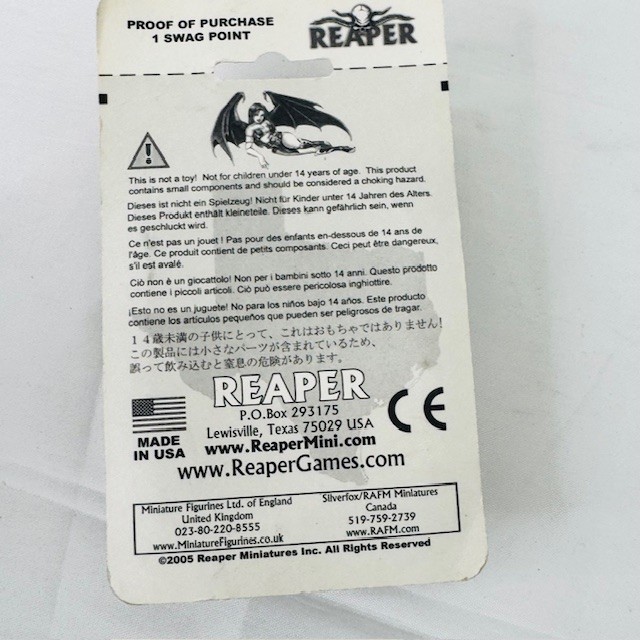 PROOF OF PURCHASE
1 SWAG POINT
REAPER
This is not a toy! Not for children under 14 years of age. This product
contains small components and should be considered a choking hazard.
Dieses ist nicht ein Spielzeug! Nicht für Kinder unter 14 Jahren des Alters.
Dieses Produkt enthält kleineteile. Dieses kann gefährlich sein, wenn
es geschluckt wird.
Ce n'est pas un jouet ! Pas pour des enfants en-dessous de 14 ans de
l'âge. Ce produit contient de petits composants. Ceci peut être dangereux,
s'il est avalé.
Ciò non è un giocattolo! Non per i bambini sotto 14 anni. Questo prodotto
contiene i piccoli articoli. Ciò può essere pericolosa inghiottire.
¡Esto no es un juguete! No para los niños bajo 14 años. Este producto
contiene los artículos pequeños que pueden ser peligrosos de tragar.
14歳未満の子供にとって、これはおもちゃではありません!
この製品には小さなパーツが含まれているため、
誤って飲み込むと窒息の危険があります。
REAPER
P.O.Box 293175
Lewisville, Texas 75029 USA
www.ReaperMini.com
www.ReaperGames.com
MADE
IN USA
CE
Miniature Figurines Ltd. of England
United Kingdom
023-80-220-8555
www.MiniatureFigurines.co.uk
Silverfox/RAFM Miniatures
Canada
519-759-2739
www.RAFM.com
©2005 Reaper Miniatures Inc. All Rights Reserved